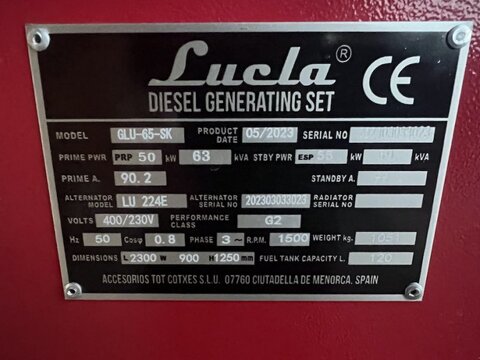 Lucla ®
CE
DIESEL GENERATING SET
MODEL GLU-65-SK PRODUCT DATE 05/2023 SERIAL NO
PRIME PWR PRP 50 kW 63 kVA STBY PWR ESP kW kVA
PRIME A. 90.2 STANDBY A.
ALTERNATOR MODEL LU 224E ALTERNATOR SERIAL NO 202303033023 RADIATOR SERIAL NO
VOLTS 400/230V PERFORMANCE CLASS G2
Hz 50 Cosφ 0.8 PHASE 3~ R.P.M. 1500 WEIGHT kg. 1051
DIMENSIONS L 2300 W 900 H 1250 mm FUEL TANK CAPACITY L. 120
ACCESORIOS TOT COTXES S.L.U. 07760 CIUTADELLA DE MENORCA. SPAIN